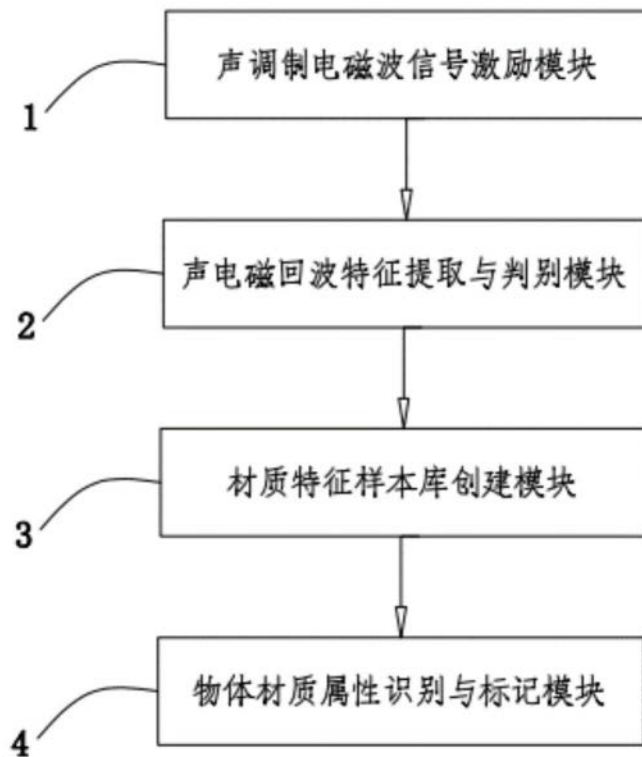 声调制电磁波信号激励模块
1
声电磁回波特征提取与判别模块
2
材质特征样本库创建模块
3
物体材质属性识别与标记模块
4